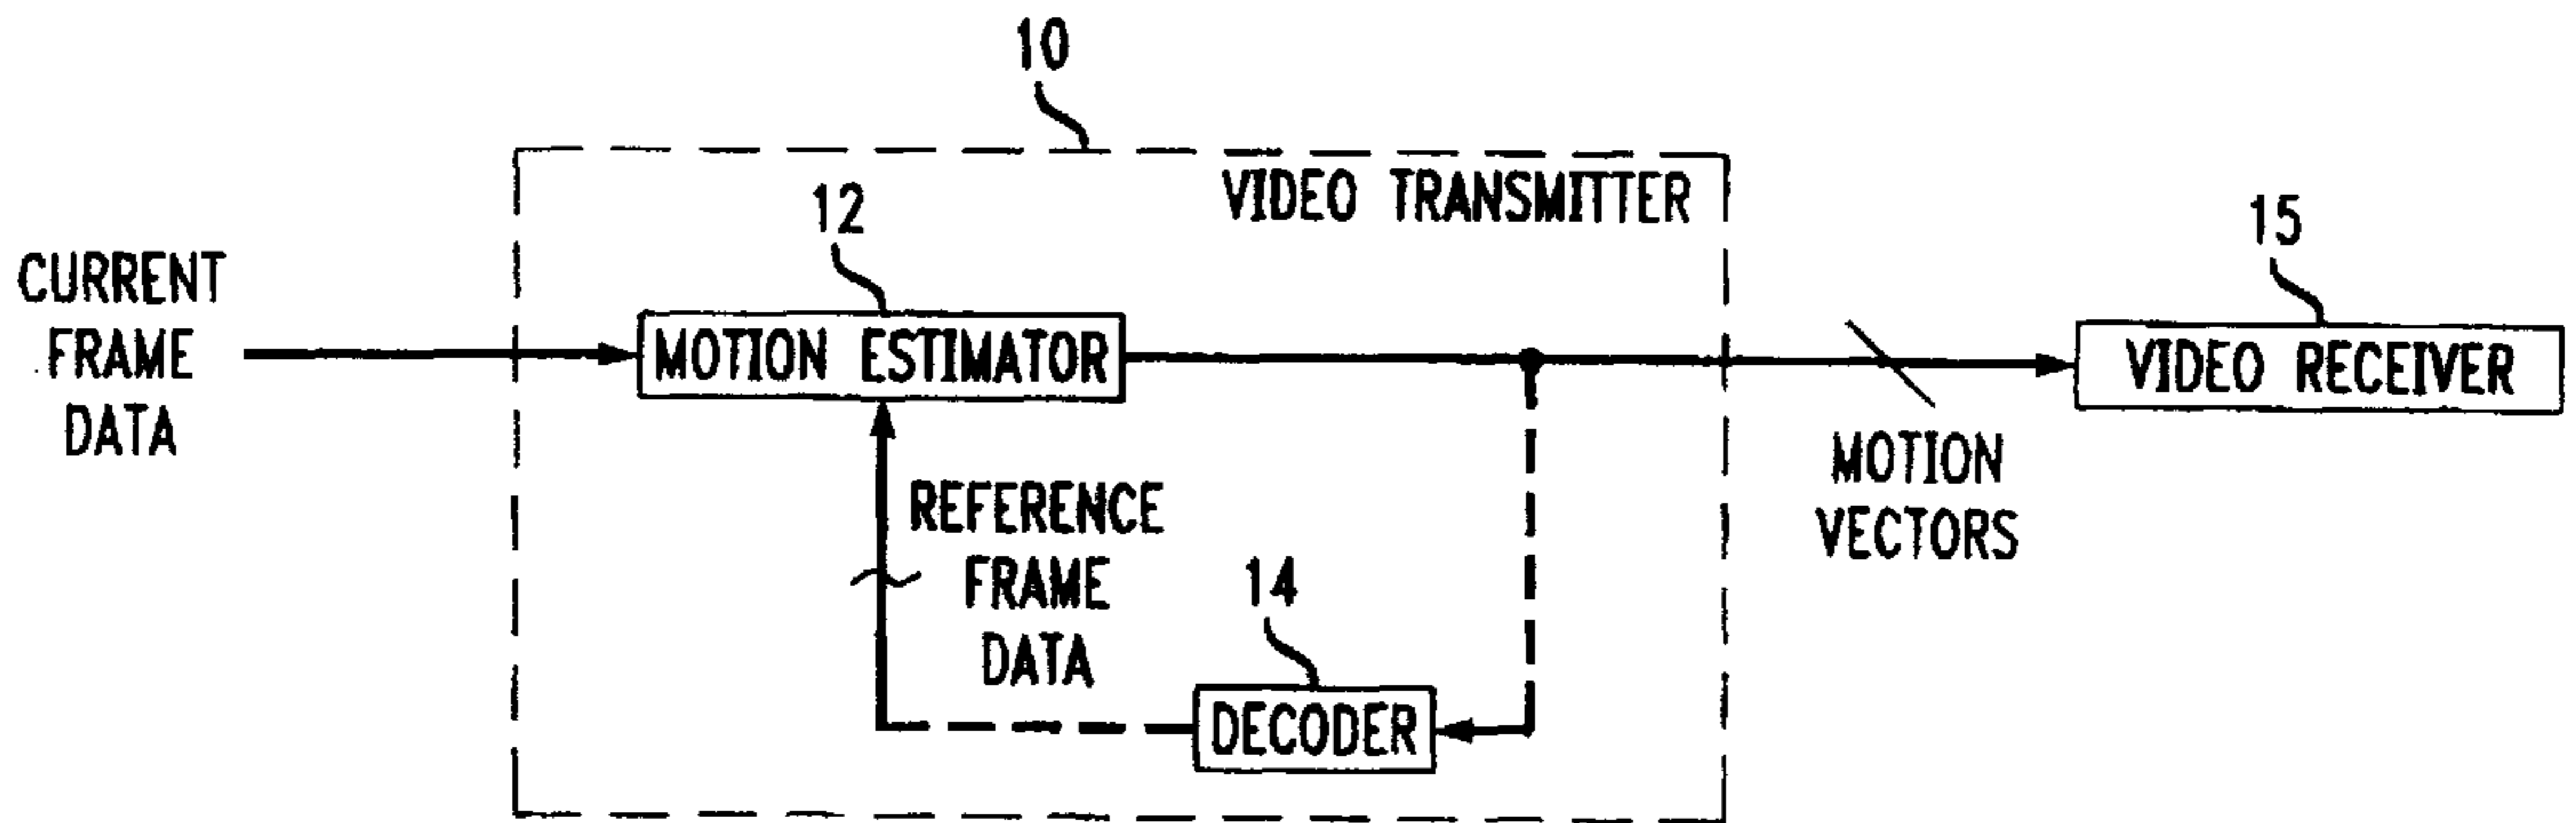 10
VIDEO TRANSMITTER
12
15
CURRENT
FRAME
DATA
MOTION ESTIMATOR
VIDEO RECEIVER
MOTION
VECTORS
REFERENCE
FRAME
DATA
14
DECODER